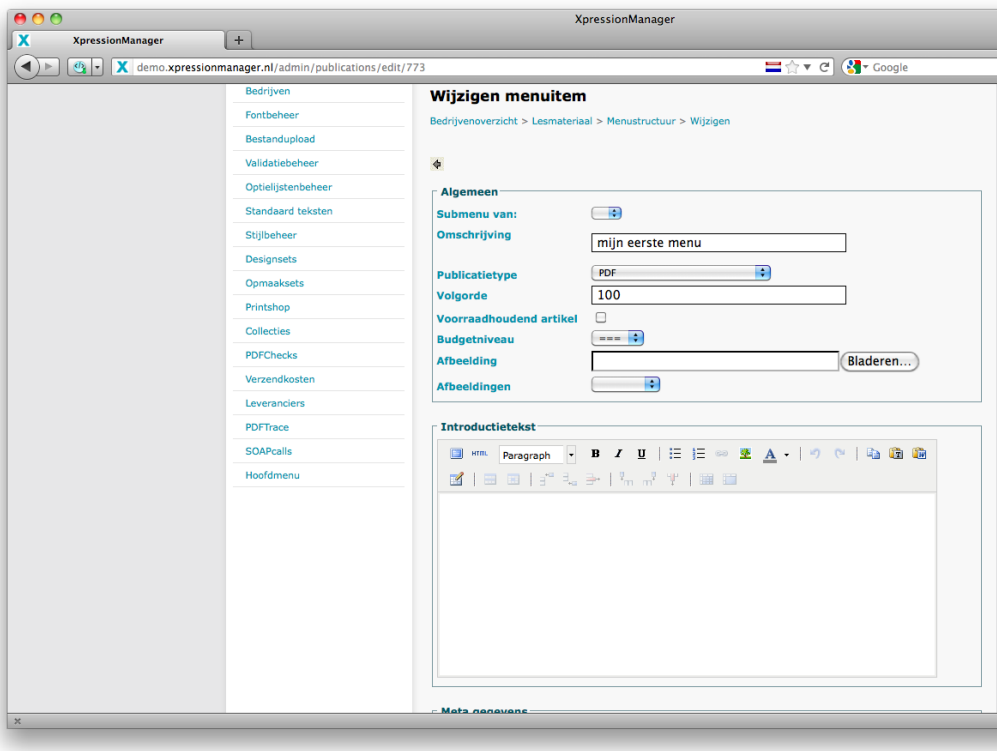 XpressionManager
XpressionManager
demo.xpressionmanager.nl/admin/publications/edit/773
Google
Bedrijven
Fontbeheer
Bestandupload
Validatiebeheer
Optielijstenbeheer
Standaard teksten
Stijlbeheer
Designsets
Opmaaksets
Printshop
Collecties
PDFChecks
Verzendkosten
Leveranciers
PDFTrace
SOAPcalls
Hoofdmenu
Wijzigen menuitem
Bedrijvenoverzicht > Lesmateriaal > Menustructuur > Wijzigen
Algemeen
Submenu van:
Omschrijving mijn eerste menu
Publicatietype PDF
Volgorde 100
Voorraadhoudend artikel
Budgetniveau ===
Afbeelding Bladeren...
Afbeeldingen
Introductietekst
HTML Paragraph B I U A
Meta gegevens